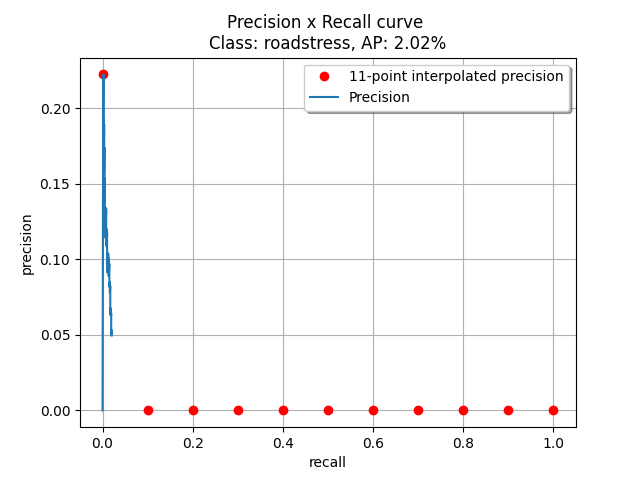 Precision x Recall curve
Class: roadstress, AP: 2.02%
11-point interpolated precision
Precision
0.20
0.15
0.10
0.05
0.00
precision
0.0 0.2 0.4 0.6 0.8 1.0
recall